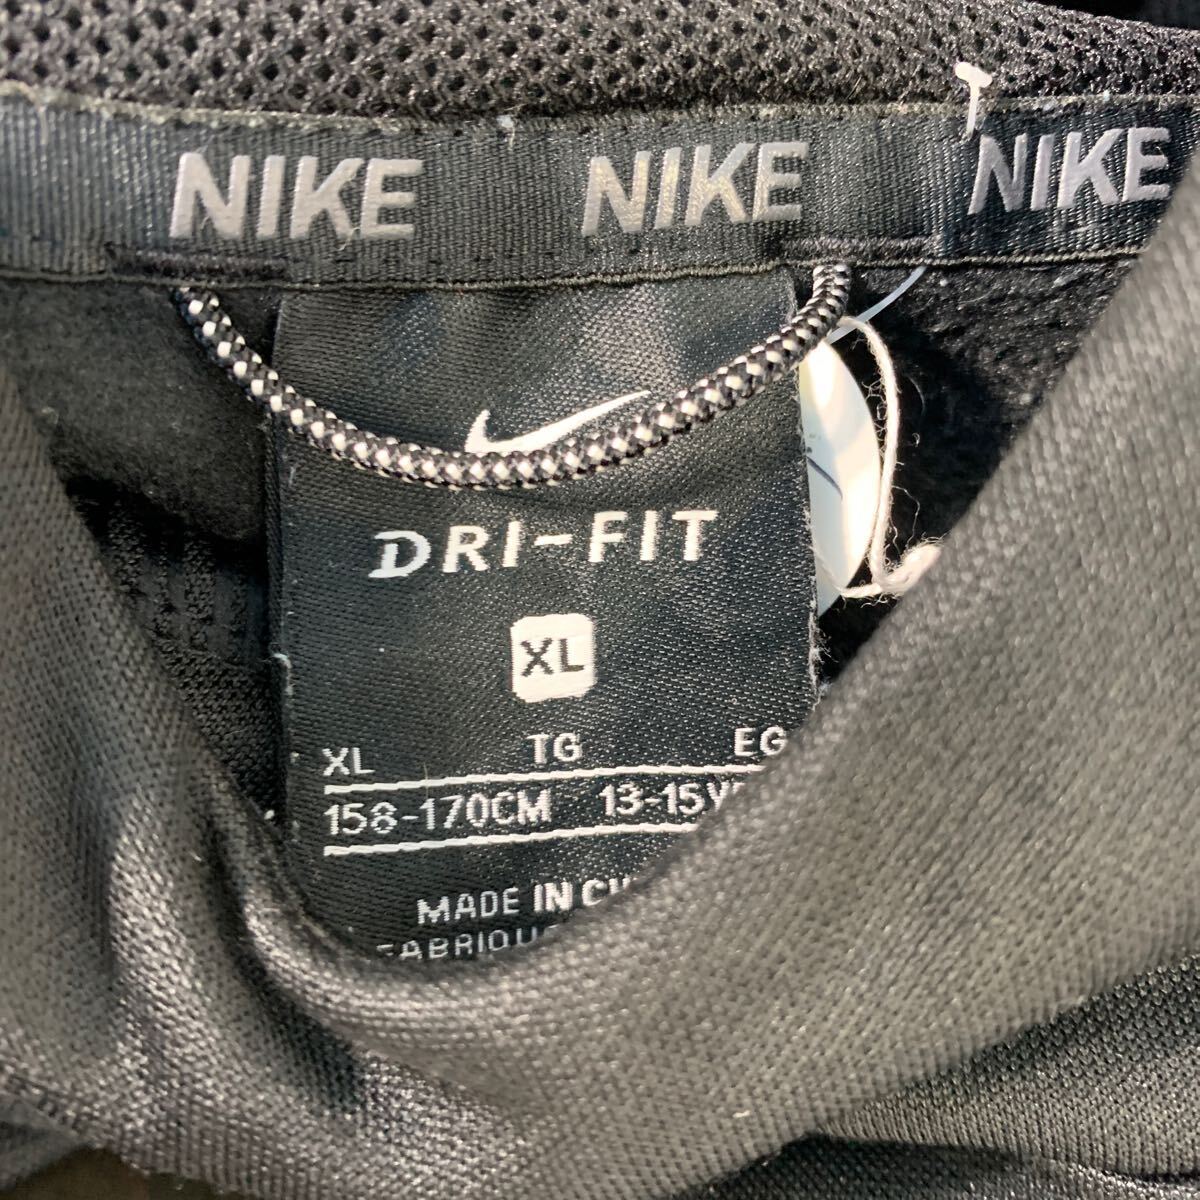 NIKE NIKE NIKE
DRI-FIT
XL
XL TG EG
158-170CM 13-15
MADE IN